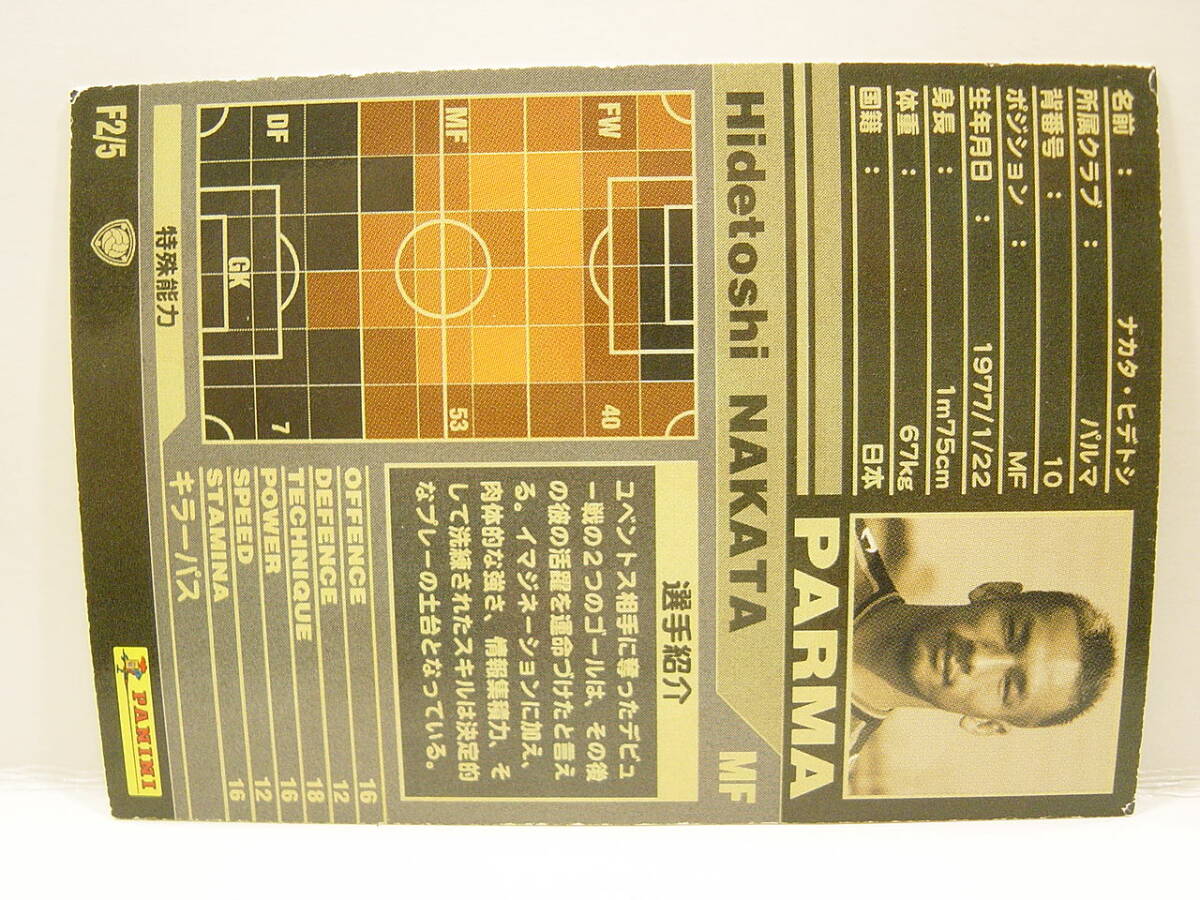 名前 : ナカタ・ヒデトシ
所属クラブ : パルマ
背番号 : 10
ポジション : MF
生年月日 : 1977/1/22
身長 : 1m75cm
体重 : 67kg
国籍 : 日本
PARMA
Hidetoshi NAKATA MF
FW 40
MF 53
DF 7
GK
選手紹介
ユベントス相手に奪ったデビュ
ー戦の2つのゴールは、その後
の彼の活躍を運命づけたと言え
る。イマジネーションに加え、
肉体的な強さ、情報集積力、そ
して洗練されたスキルは決定的
なプレーの土台となっている。
OFFENCE 16
DEFENCE 12
TECHNIQUE 18
POWER 16
SPEED 12
STAMINA 16
特殊能力 キラーパス
F2/5
PANINI